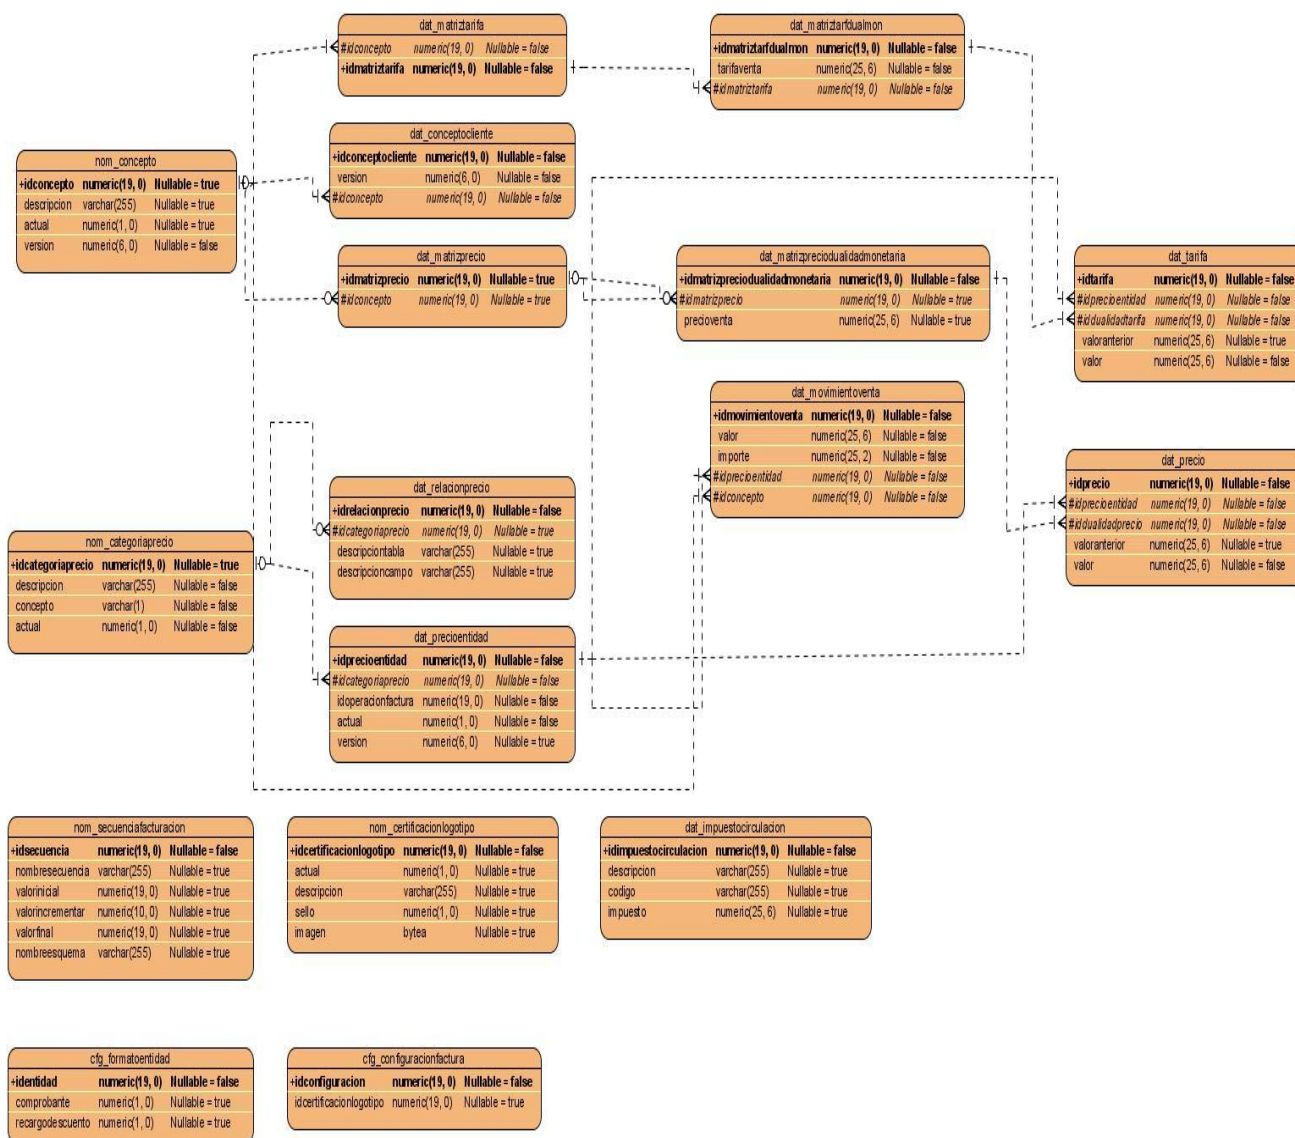 dat_matriztarifa
#idconcepto numeric(19, 0) Nullable = false
+idmatriztarifa numeric(19, 0) Nullable = false
dat_matriztarfdualmon
+idmatriztarfdualmon numeric(19, 0) Nullable = false
tarifaventa numeric(25, 6) Nullable = false
#idmatriztarifa numeric(19, 0) Nullable = false
dat_conceptocliente
+idconceptocliente numeric(19, 0) Nullable = false
version numeric(6, 0) Nullable = false
#idconcepto numeric(19, 0) Nullable = false
nom_concepto
+idconcepto numeric(19, 0) Nullable = true
descripcion varchar(255) Nullable = true
actual numeric(1, 0) Nullable = true
version numeric(6, 0) Nullable = false
dat_matrizprecio
+idmatrizprecio numeric(19, 0) Nullable = true
#idconcepto numeric(19, 0) Nullable = true
dat_matrizpreciodualidadmonetaria
+idmatrizpreciodualidadmonetaria numeric(19, 0) Nullable = false
#idmatrizprecio numeric(19, 0) Nullable = true
precioventa numeric(25, 6) Nullable = true
dat_tarifa
+idtarifa numeric(19, 0) Nullable = false
#idprecioentidad numeric(19, 0) Nullable = false
#iddualidadtarifa numeric(19, 0) Nullable = false
valoranterior numeric(25, 6) Nullable = true
valor numeric(25, 6) Nullable = false
dat_movimientoventa
+idmovimientoventa numeric(19, 0) Nullable = false
valor numeric(25, 6) Nullable = false
importe numeric(25, 2) Nullable = false
#idprecioentidad numeric(19, 0) Nullable = false
#idconcepto numeric(19, 0) Nullable = false
dat_precio
+idprecio numeric(19, 0) Nullable = false
#idprecioentidad numeric(19, 0) Nullable = false
#iddualidadprecio numeric(19, 0) Nullable = false
valoranterior numeric(25, 6) Nullable = true
valor numeric(25, 6) Nullable = false
dat_relacionprecio
+idrelacionprecio numeric(19, 0) Nullable = false
#idcategoriaprecio numeric(19, 0) Nullable = true
descripciontabla varchar(255) Nullable = true
descripcioncampo varchar(255) Nullable = true
nom_categoriaprecio
+idcategoriaprecio numeric(19, 0) Nullable = true
descripcion varchar(255) Nullable = false
concepto varchar(1) Nullable = false
actual numeric(1, 0) Nullable = false
dat_precioentidad
+idprecioentidad numeric(19, 0) Nullable = false
#idcategoriaprecio numeric(19, 0) Nullable = false
idoperacionfactura numeric(19, 0) Nullable = false
actual numeric(1, 0) Nullable = false
version numeric(6, 0) Nullable = true
nom_secuenciafacturacion
+idsecuencia numeric(19, 0) Nullable = false
nombresecuencia varchar(255) Nullable = true
valorinicial numeric(19, 0) Nullable = true
valorincrementar numeric(10, 0) Nullable = true
valorfinal numeric(19, 0) Nullable = true
nombreesquema varchar(255) Nullable = true
nom_certificacionlogotipo
+idcertificacionlogotipo numeric(19, 0) Nullable = false
actual numeric(1, 0) Nullable = true
descripcion varchar(255) Nullable = true
sello numeric(1, 0) Nullable = true
imagen bytea Nullable = true
dat_impuestocirculacion
+idimpuestocirculacion numeric(19, 0) Nullable = false
descripcion varchar(255) Nullable = true
codigo varchar(255) Nullable = true
impuesto numeric(25, 6) Nullable = true
cfg_formatoentidad
+identidad numeric(19, 0) Nullable = false
comprobante numeric(1, 0) Nullable = true
recargodescuento numeric(1, 0) Nullable = true
cfg_configuracionfactura
+idconfiguracion numeric(19, 0) Nullable = false
idcertificacionlogotipo numeric(19, 0) Nullable = true